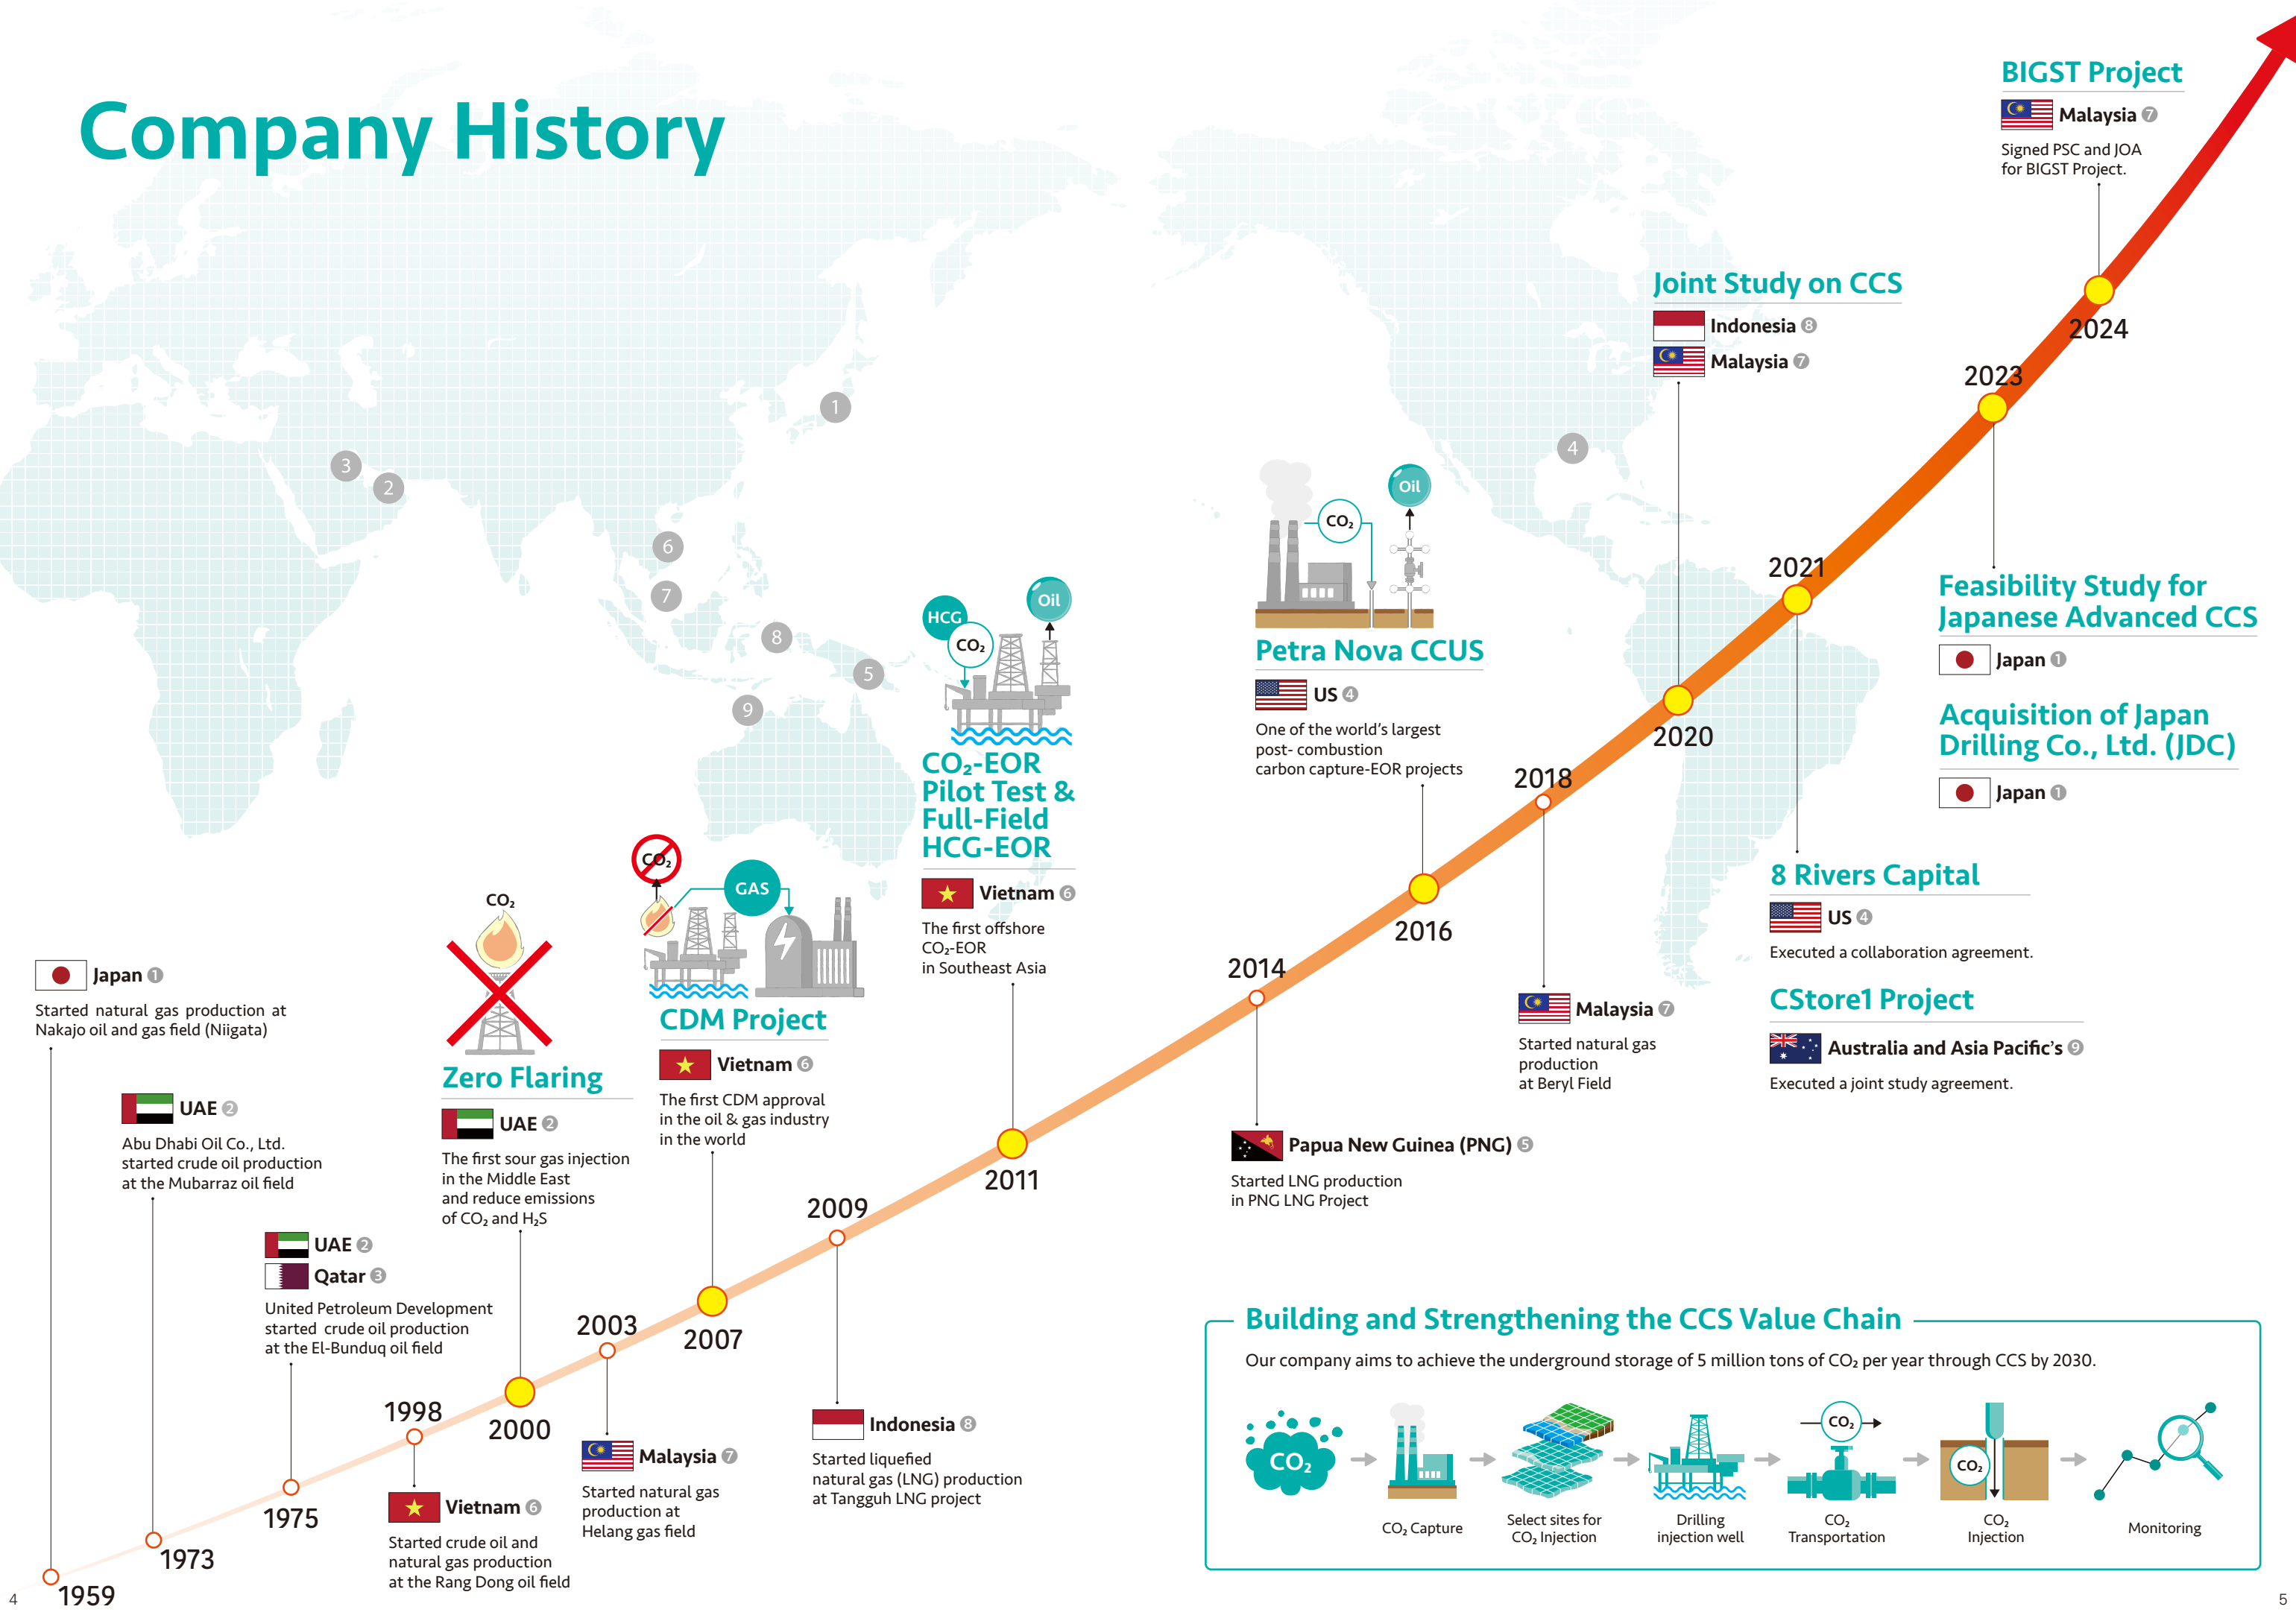 Company History
Japan 1
Started natural gas production at
Nakajo oil and gas field (Niigata)
1959
UAE 2
Abu Dhabi Oil Co., Ltd.
started crude oil production
at the Mubarraz oil field
1973
UAE 2
Qatar 3
United Petroleum Development
started crude oil production
at the El-Bunduq oil field
1975
1998
Vietnam 6
Started crude oil and
natural gas production
at the Rang Dong oil field
CO₂
Zero Flaring
UAE 2
The first sour gas injection
in the Middle East
and reduce emissions
of CO₂ and H₂S
2000
2003
Malaysia 7
Started natural gas
production at
Helang gas field
CO₂
GAS
CDM Project
Vietnam 6
The first CDM approval
in the oil & gas industry
in the world
2007
2009
Indonesia 8
Started liquefied
natural gas (LNG) production
at Tangguh LNG project
HCG
CO₂
Oil
CO₂-EOR
Pilot Test &
Full-Field
HCG-EOR
Vietnam 6
The first offshore
CO₂-EOR
in Southeast Asia
2011
2014
Papua New Guinea (PNG) 5
Started LNG production
in PNG LNG Project
CO₂
Oil
Petra Nova CCUS
US 4
One of the world's largest
post- combustion
carbon capture-EOR projects
2016
2018
Malaysia 7
Started natural gas
production
at Beryl Field
Joint Study on CCS
Indonesia 8
Malaysia 7
2020
2021
8 Rivers Capital
US 4
Executed a collaboration agreement.
CStore1 Project
Australia and Asia Pacific's 9
Executed a joint study agreement.
2023
Feasibility Study for
Japanese Advanced CCS
Japan 1
Acquisition of Japan
Drilling Co., Ltd. (JDC)
Japan 1
BIGST Project
Malaysia 7
Signed PSC and JOA
for BIGST Project.
2024
1
2
3
4
5
6
7
8
9
Building and Strengthening the CCS Value Chain
Our company aims to achieve the underground storage of 5 million tons of CO₂ per year through CCS by 2030.
CO₂
CO₂ Capture
Select sites for
CO₂ Injection
Drilling
injection well
CO₂
CO₂
Transportation
CO₂
CO₂
Injection
Monitoring
4
5